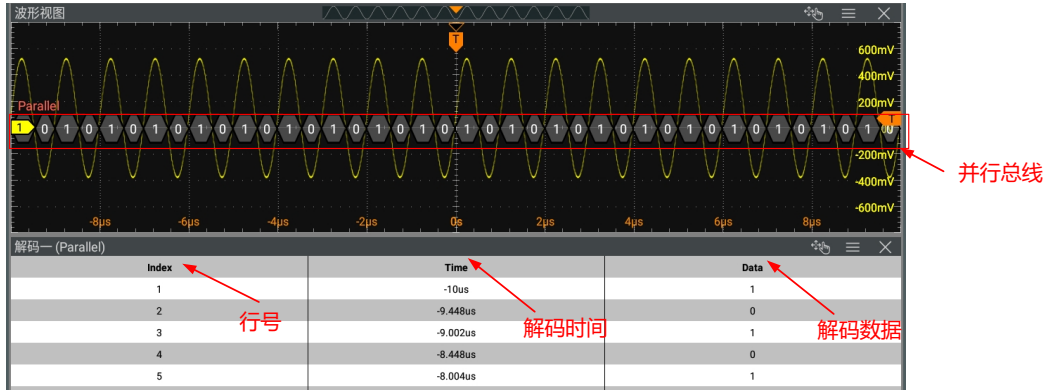 波形视图
T
600mV
400mV
Parallel
200mV
1 0 1 0 1 0 1 0 1 0 1 0 1 0 1 0 1 0 1 0 1 0 1 0 1 0 1 0 1 0 1 0 1 0 1 0 1 0 1 T
并行总线
-200mV
-400mV
-600mV
-8µs -6µs -4µs -2µs 0s 2µs 4µs 6µs 8µs
解码一 (Parallel)
Index Time Data
1 -10us 1
2 -9.448us 0
行号 解码时间 解码数据
3 -9.002us 1
4 -8.448us 0
5 -8.004us 1